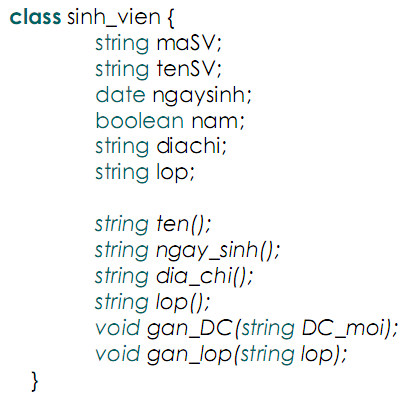 class sinh_vien {
string maSV;
string tenSV;
date ngaysinh;
boolean nam;
string diachi;
string lop;
string ten();
string ngay_sinh();
string dia_chi();
string lop();
void gan_DC(string DC_moi);
void gan_lop(string lop);
}